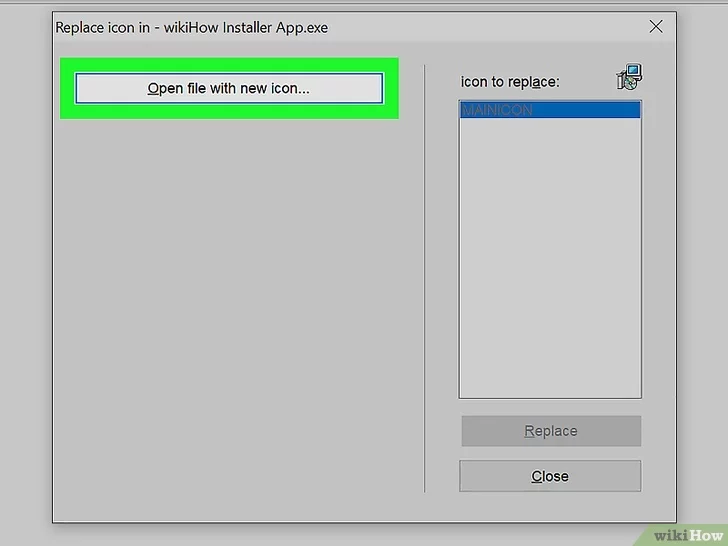 Replace icon in - wikiHow Installer App.exe
Open file with new icon...
icon to replace:
MAINICON
Replace
Close
wikiHow